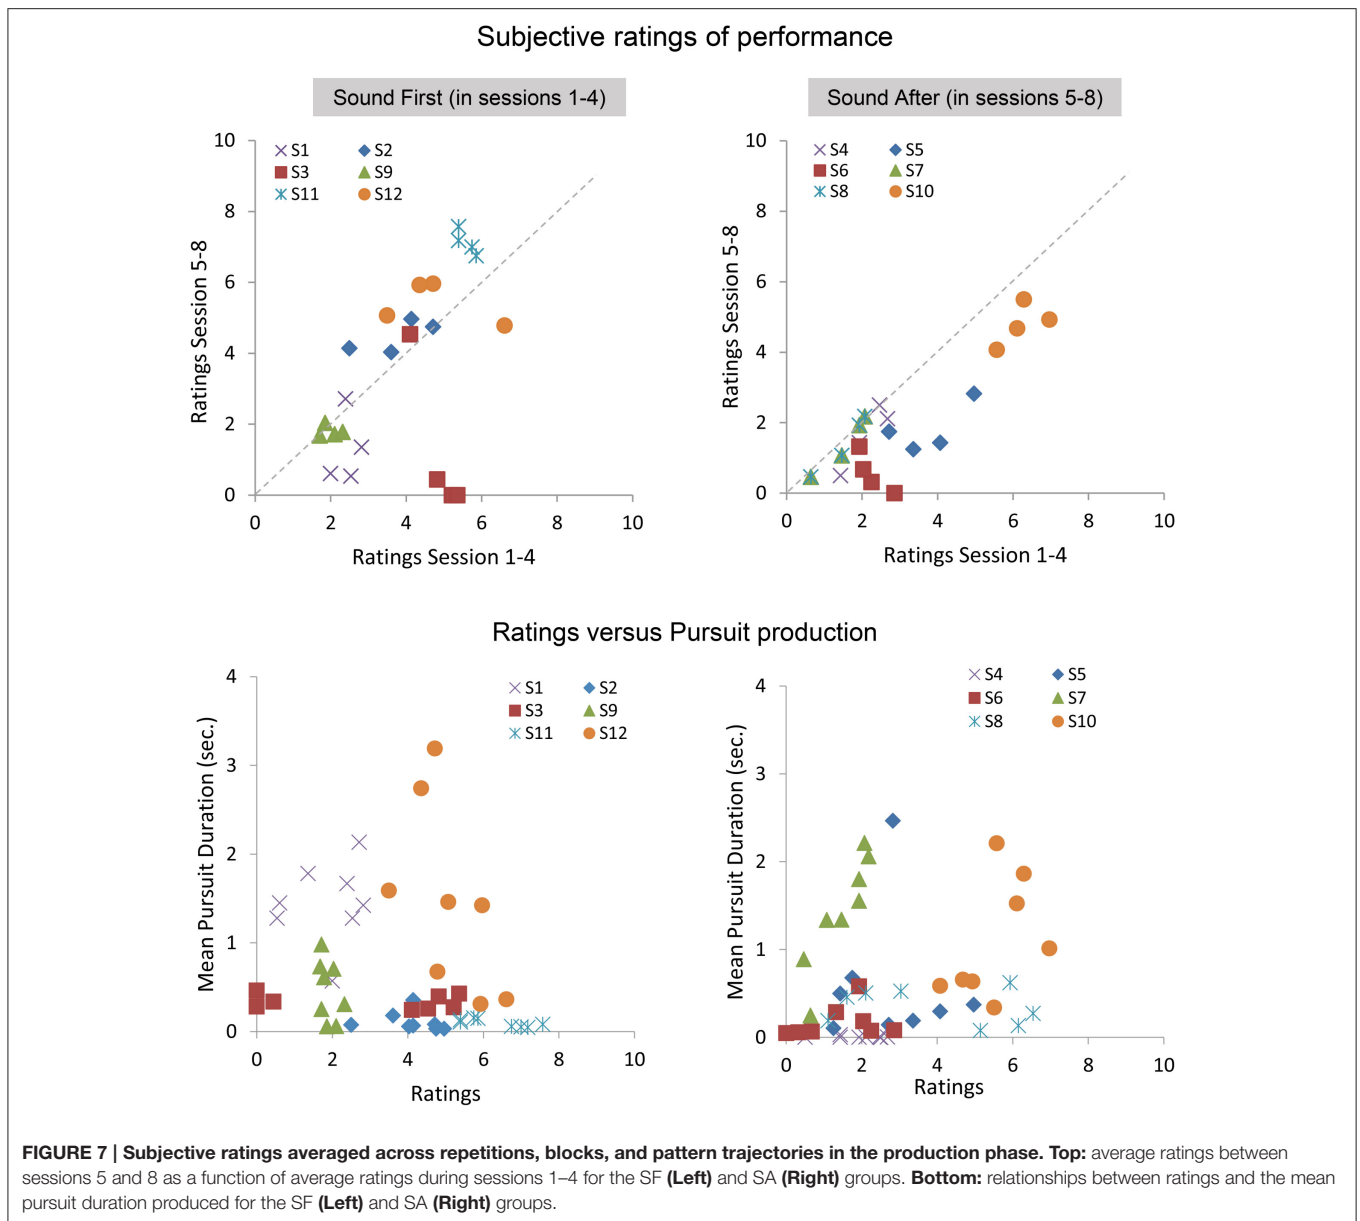 Subjective ratings of performance
Sound First (in sessions 1-4)
Sound After (in sessions 5-8)
10
8
6
4
2
0
Ratings Session 5-8
S1
S2
S3
S9
S11
S12
0 2 4 6 8 10
Ratings Session 1-4
10
8
6
4
2
0
Ratings Session 5-8
S4
S5
S6
S7
S8
S10
0 2 4 6 8 10
Ratings Session 1-4
Ratings versus Pursuit production
4
3
2
1
0
Mean Pursuit Duration (sec.)
S1
S2
S3
S9
S11
S12
0 2 4 6 8 10
Ratings
4
3
2
1
0
Mean Pursuit Duration (sec.)
S4
S5
S6
S7
S8
S10
0 2 4 6 8 10
Ratings
FIGURE 7 | Subjective ratings averaged across repetitions, blocks, and pattern trajectories in the production phase. Top: average ratings between
sessions 5 and 8 as a function of average ratings during sessions 1–4 for the SF (Left) and SA (Right) groups. Bottom: relationships between ratings and the mean
pursuit duration produced for the SF (Left) and SA (Right) groups.